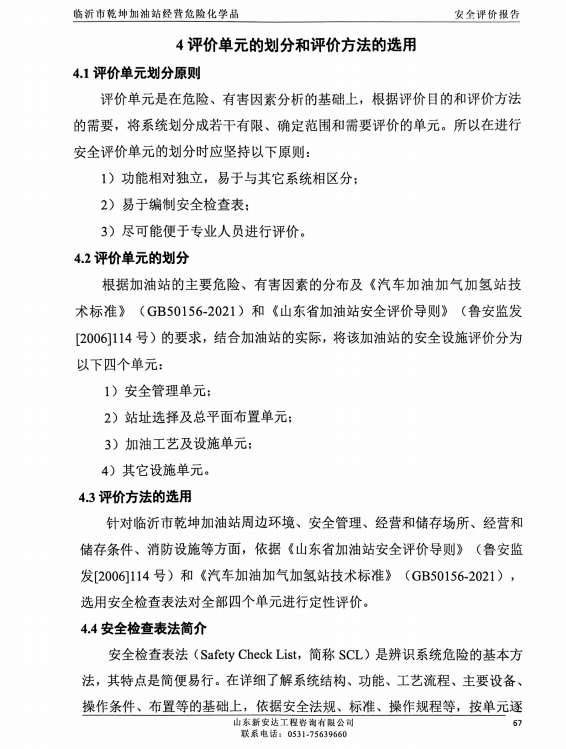 临沂市乾坤加油站经营危险化学品 安全评价报告
4 评价单元的划分和评价方法的选用
4.1 评价单元划分原则
评价单元是在危险、有害因素分析的基础上，根据评价目的和评价方法
的需要，将系统划分成若干有限、确定范围和需要评价的单元。所以在进行
安全评价单元的划分时应坚持以下原则：
1）功能相对独立，易于与其它系统相区分；
2）易于编制安全检查表；
3）尽可能便于专业人员进行评价。
4.2 评价单元的划分
根据加油站的主要危险、有害因素的分布及《汽车加油加气加氢站技
术标准》（GB50156-2021）和《山东省加油站安全评价导则》（鲁安监发
[2006]114 号）的要求，结合加油站的实际，将该加油站的安全设施评价分为
以下四个单元：
1）安全管理单元；
2）站址选择及总平面布置单元；
3）加油工艺及设施单元；
4）其它设施单元。
4.3 评价方法的选用
针对临沂市乾坤加油站周边环境、安全管理、经营和储存场所、经营和
储存条件、消防设施等方面，依据《山东省加油站安全评价导则》（鲁安监
发[2006]114 号）和《汽车加油加气加氢站技术标准》（GB50156-2021），
选用安全检查表法对全部四个单元进行定性评价。
4.4 安全检查表法简介
安全检查表法（Safety Check List，简称 SCL）是辨识系统危险的基本方
法，其特点是简便易行。在详细了解系统结构、功能、工艺流程、主要设备、
操作条件、布置等的基础上，依据安全法规、标准、操作规程等，按单元逐
山东新安达工程咨询有限公司 67
联系电话：0531-75639660